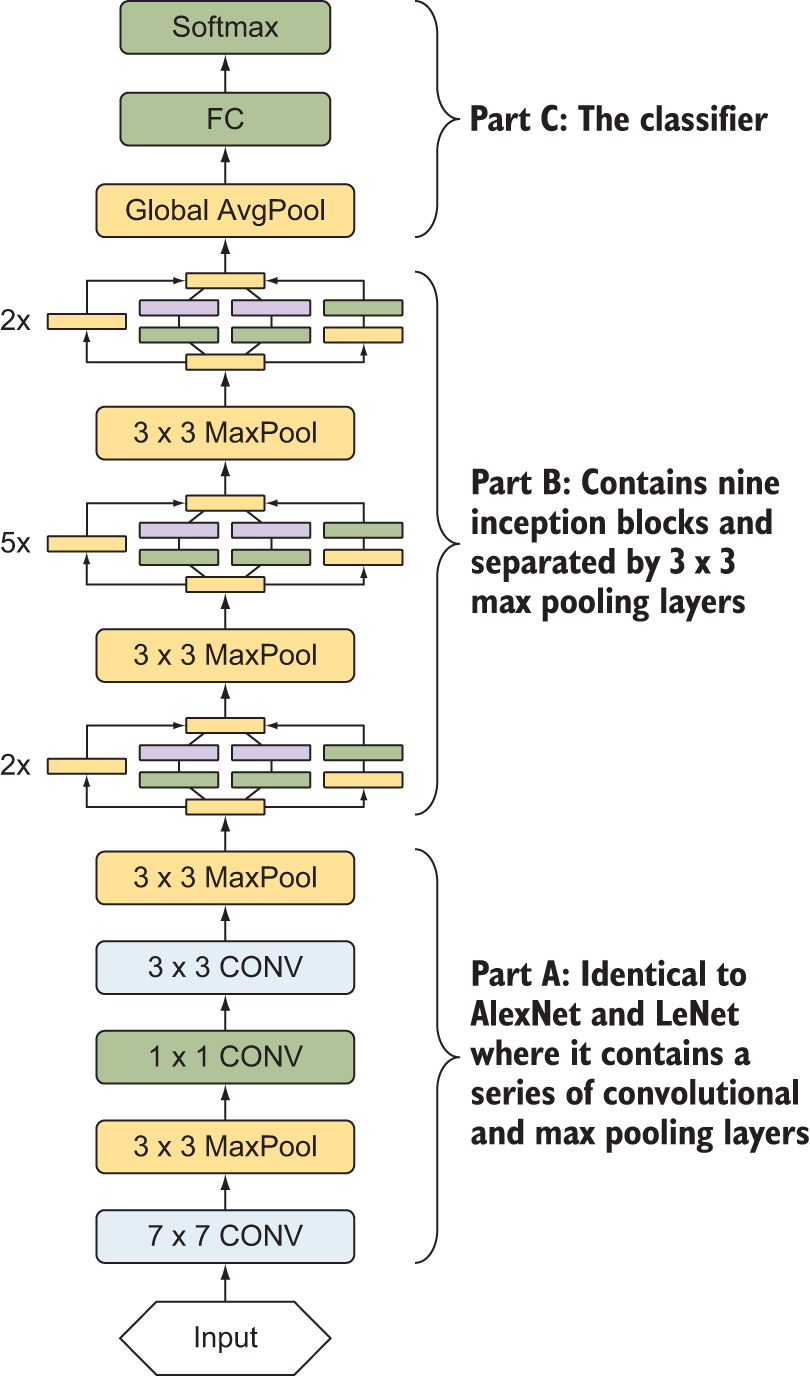 Softmax
FC
Part C: The classifier
Global AvgPool
2x
3 x 3 MaxPool
Part B: Contains nine
inception blocks and
separated by 3 x 3
max pooling layers
5x
3 x 3 MaxPool
2x
3 x 3 MaxPool
3 x 3 CONV
Part A: Identical to
AlexNet and LeNet
where it contains a
series of convolutional
and max pooling layers
1 x 1 CONV
3 x 3 MaxPool
7 x 7 CONV
Input